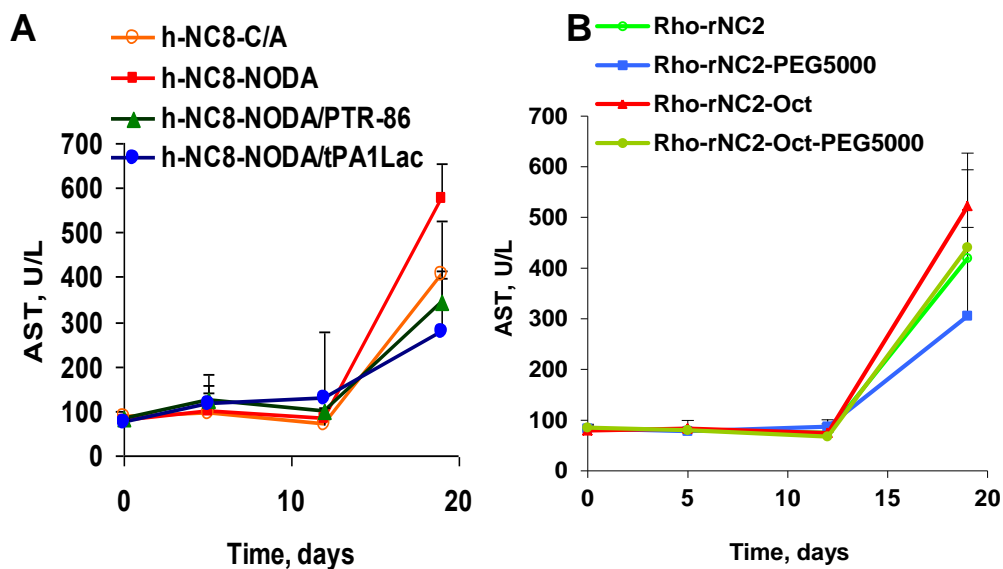 A
h-NC8-C/A
h-NC8-NODA
h-NC8-NODA/PTR-86
h-NC8-NODA/tPA1Lac
AST, U/L
700
600
500
400
300
200
100
0
0
10
20
Time, days
B
Rho-rNC2
Rho-rNC2-PEG5000
Rho-rNC2-Oct
Rho-rNC2-Oct-PEG5000
AST, U/L
700
600
500
400
300
200
100
0
0
5
10
15
20
Time, days